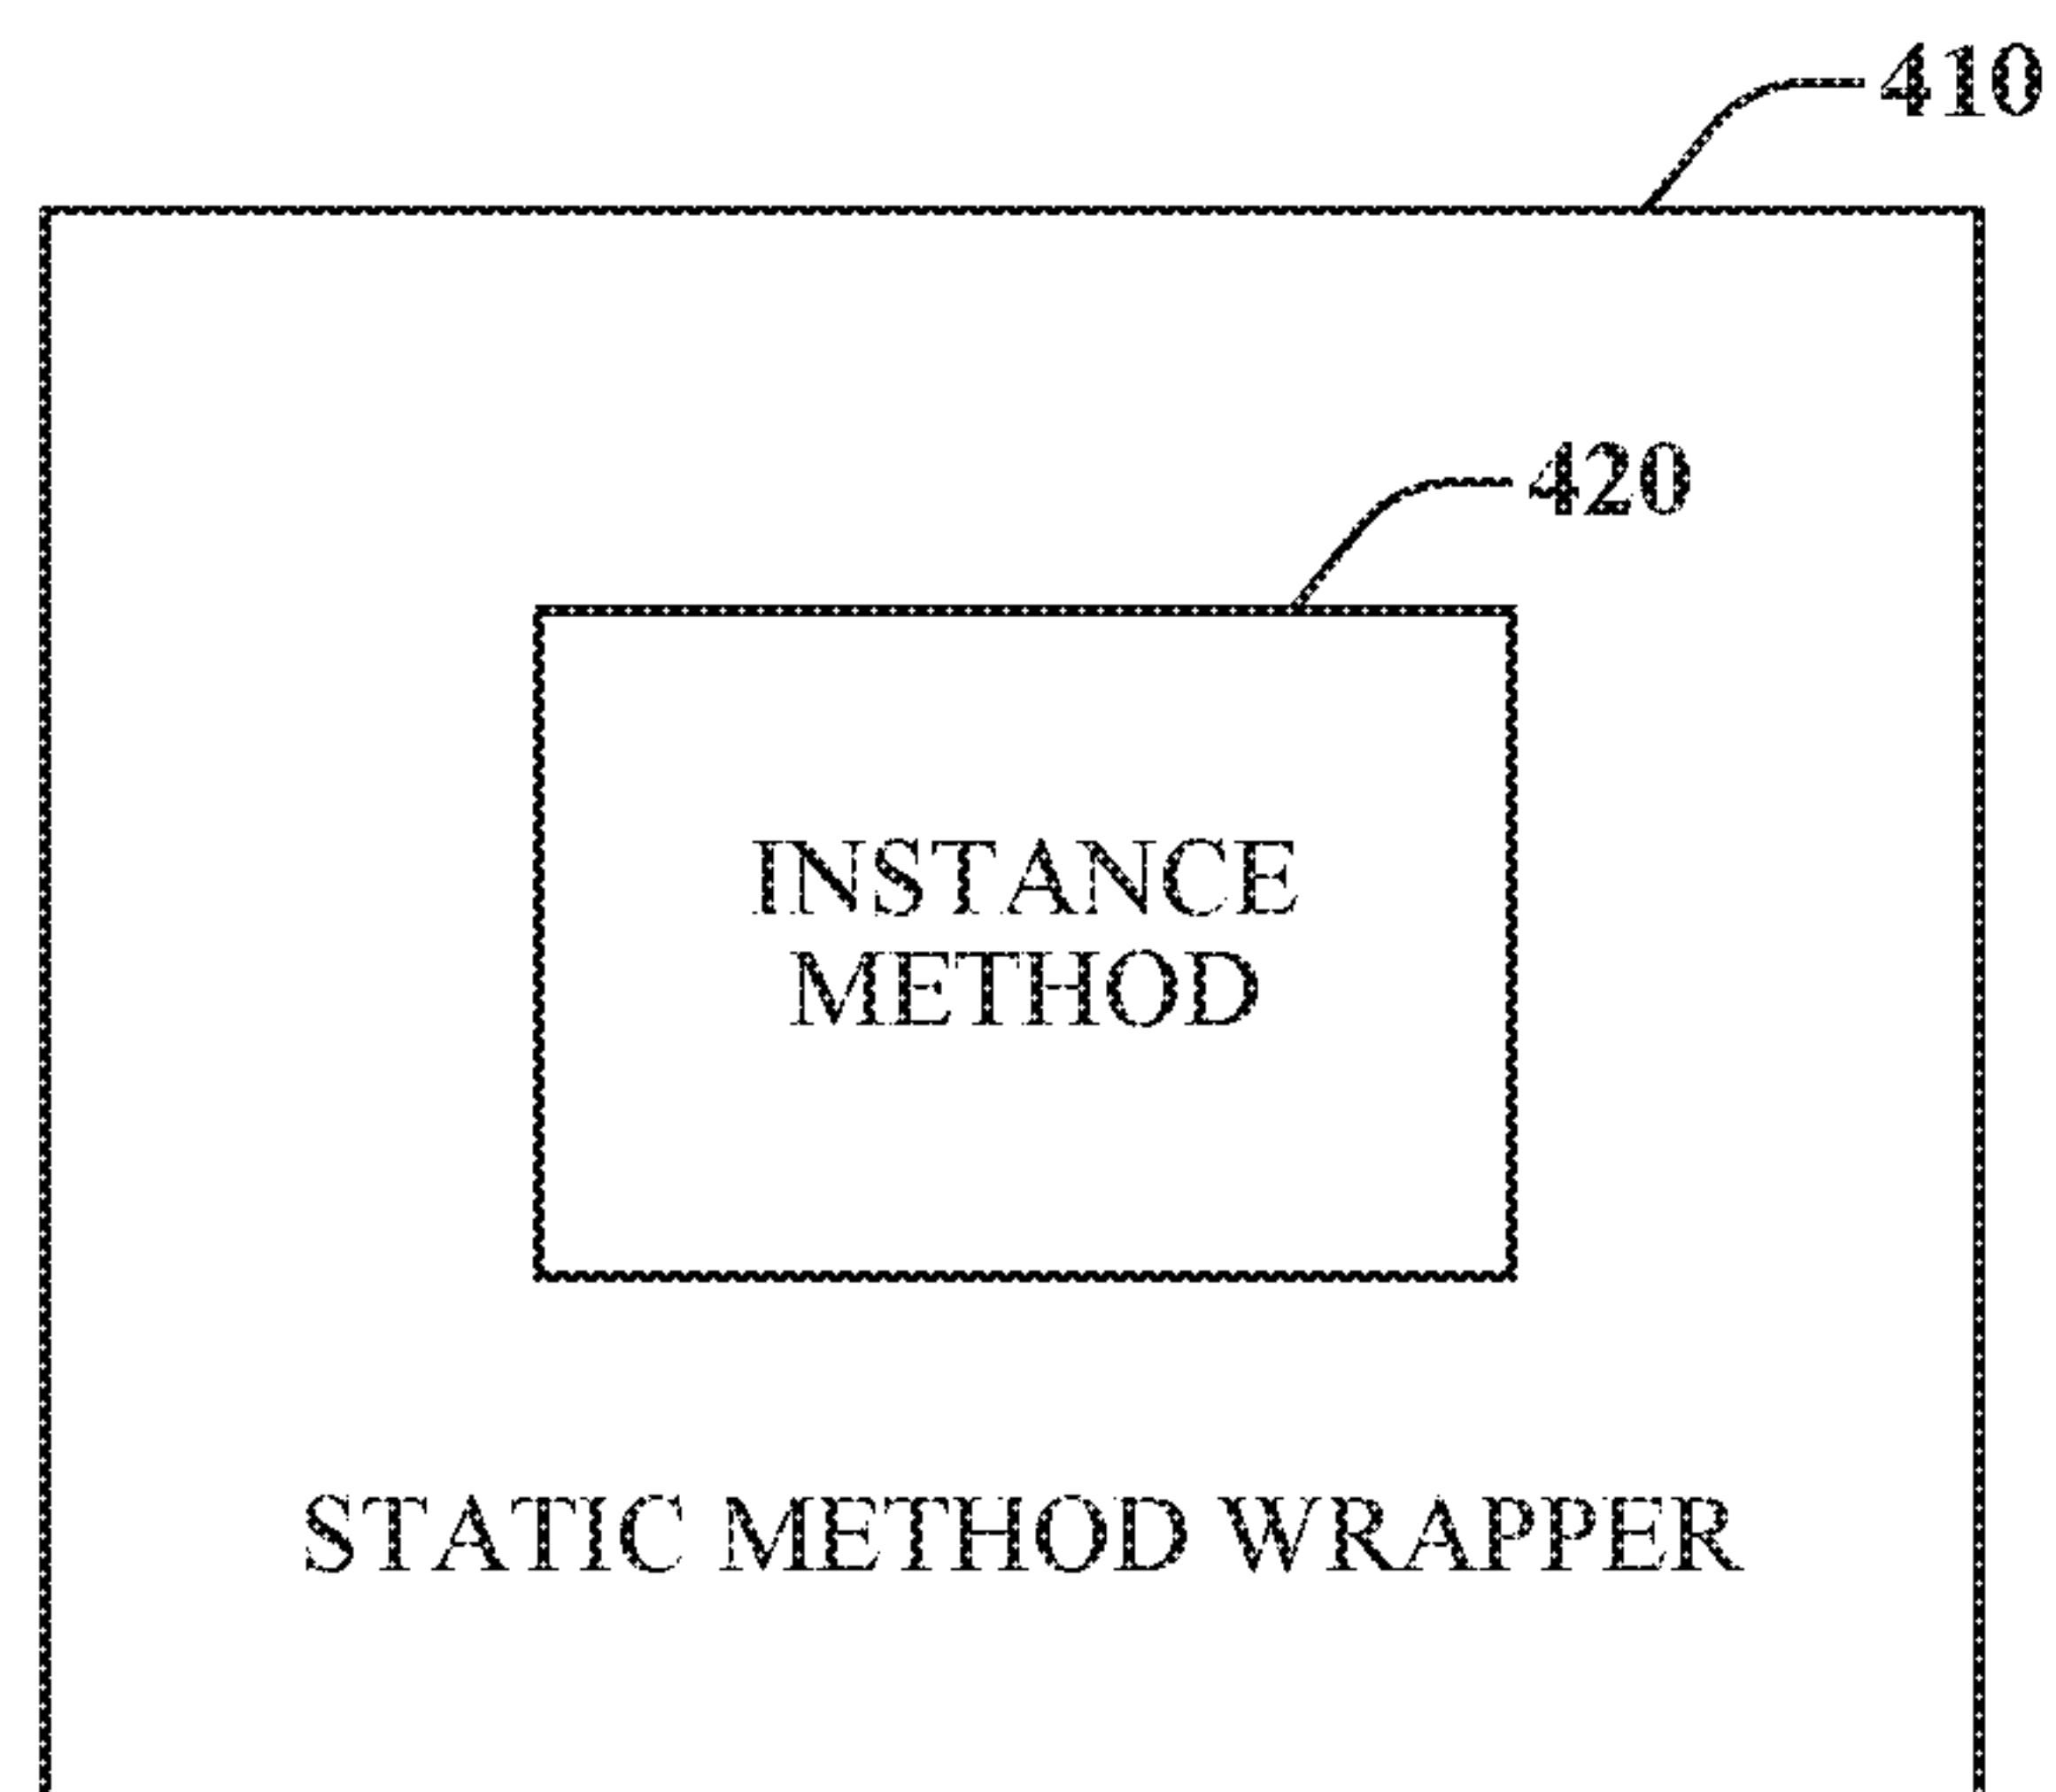 410
420
INSTANCE
METHOD
STATIC METHOD WRAPPER